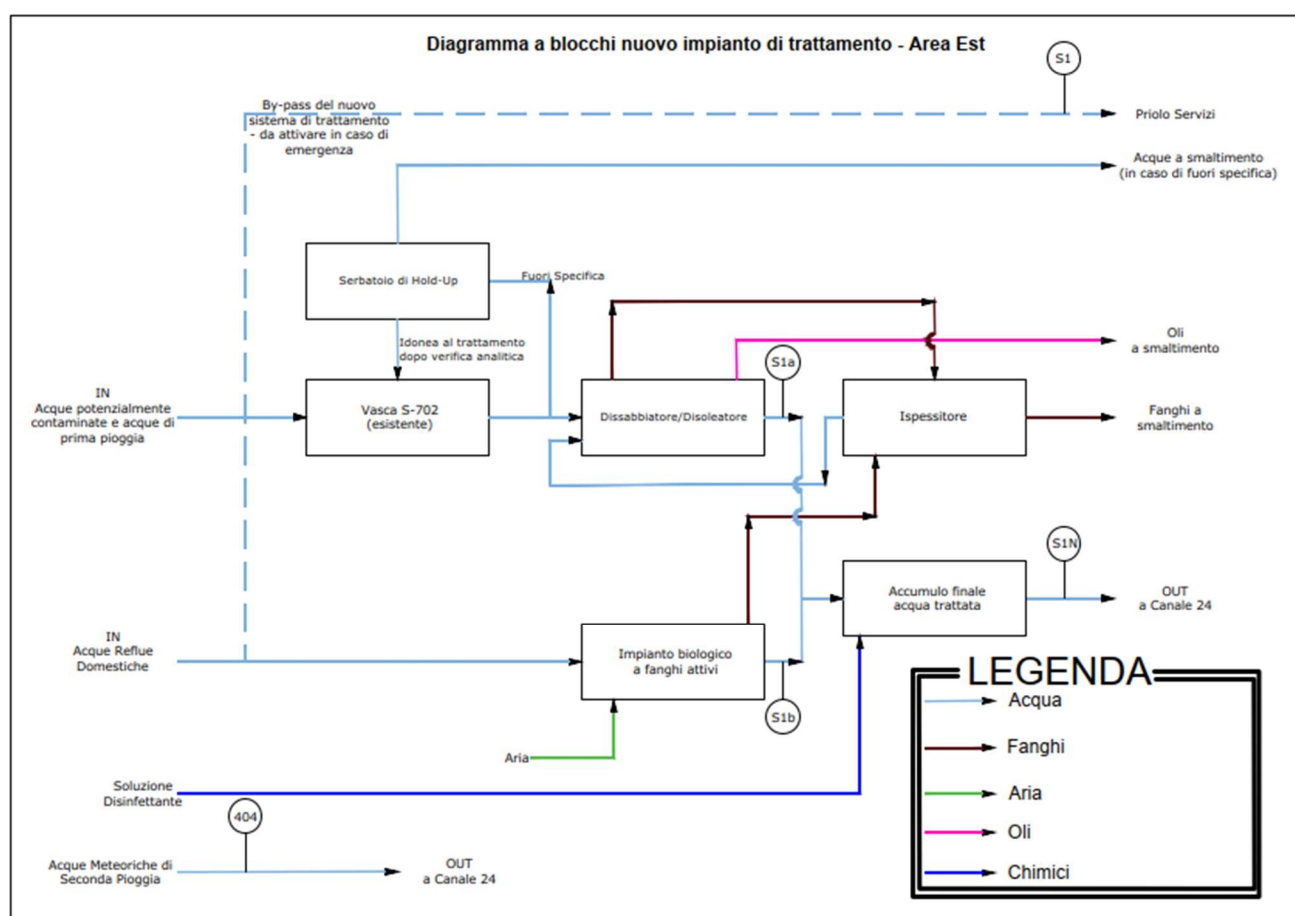 Diagramma a blocchi nuovo impianto di trattamento - Area Est
S1
By-pass del nuovo
sistema di trattamento
- da attivare in caso di
emergenza
Priolo Servizi
Acque a smaltimento
(in caso di fuori specifica)
Serbatoio di Hold-Up
Fuori Specifica
Idonea al trattamento
dopo verifica analitica
Oli
a smaltimento
S1a
IN
Acque potenzialmente
contaminate e acque di
prima pioggia
Vasca S-702
(esistente)
Dissabbiatore/Disoleatore
Ispessitore
Fanghi a
smaltimento
S1N
Accumulo finale
acqua trattata
OUT
a Canale 24
IN
Acque Reflue
Domestiche
Impianto biologico
a fanghi attivi
S1b
Aria
Soluzione
Disinfettante
404
Acque Meteoriche di
Seconda Pioggia
OUT
a Canale 24
LEGENDA
Acqua
Fanghi
Aria
Oli
Chimici